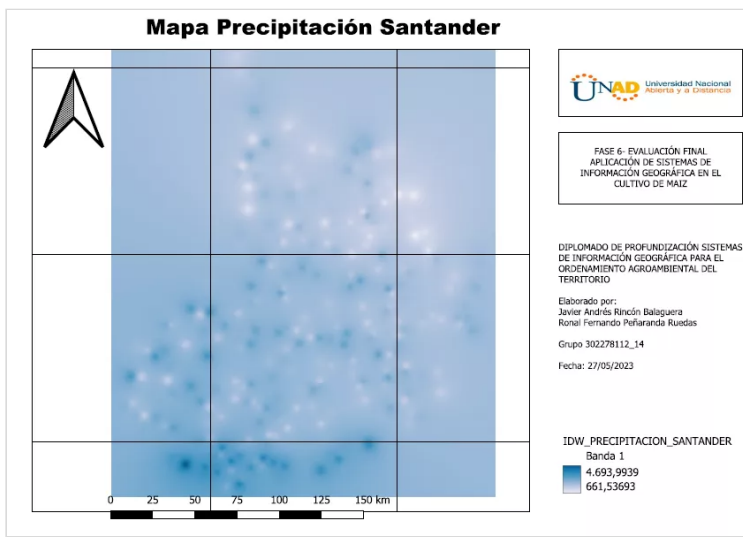 Mapa Precipitación Santander
UNAD Universidad Nacional
Abierta y a Distancia
FASE 6- EVALUACIÓN FINAL
APLICACIÓN DE SISTEMAS DE
INFORMACIÓN GEOGRÁFICA EN EL
CULTIVO DE MAIZ
DIPLOMADO DE PROFUNDIZACIÓN SISTEMAS
DE INFORMACIÓN GEOGRÁFICA PARA EL
ORDENAMIENTO AGROAMBIENTAL DEL
TERRITORIO
Elaborado por:
Javier Andrés Rincón Balaguera
Ronal Fernando Peñaranda Ruedas
Grupo 302278112_14
Fecha: 27/05/2023
IDW_PRECIPITACION_SANTANDER
Banda 1
4.693,9939
661,53693
0 25 50 75 100 125 150 km